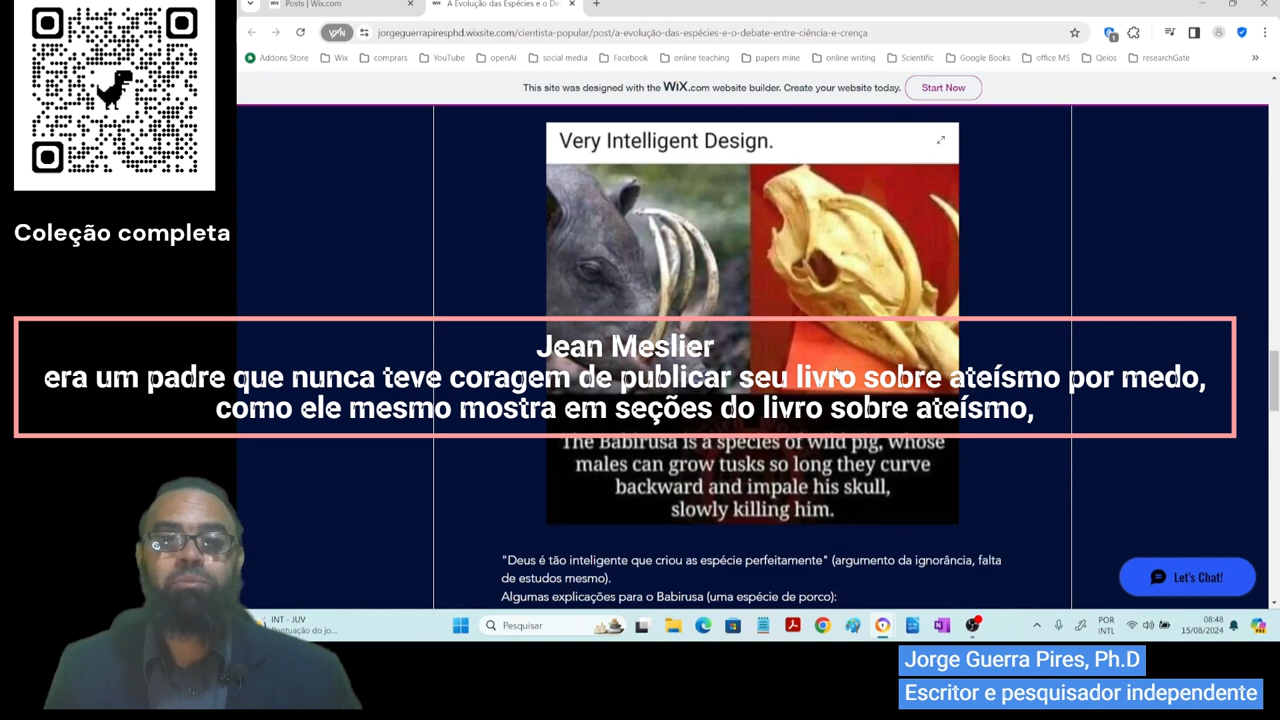 Posts | Wix.com
A Evolução das Espécies e o De
jorgeguerrapiresphd.wixsite.com/cientista-popular/post/a-evolução-das-espécies-e-o-debate-entre-ciência-e-crença
Addons Store Wix comprars YouTube openAI social media Facebook online teaching papers mine online writing Scientific Google Books office MS Qeios researchGate
This site was designed with the WiX.com website builder. Create your website today. Start Now
Very Intelligent Design.
Coleção completa
Jean Meslier
era um padre que nunca teve coragem de publicar seu livro sobre ateísmo por medo,
como ele mesmo mostra em seções do livro sobre ateísmo,
The Babirusa is a species of wild pig, whose
males can grow tusks so long they curve
backward and impale his skull,
slowly killing him.
"Deus é tão inteligente que criou as espécie perfeitamente" (argumento da ignorância, falta
de estudos mesmo).
Algumas explicações para o Babirusa (uma espécie de porco):
Let's Chat!
INT - JUV
Pontuação do jo...
Pesquisar
POR
INTL
08:48
15/08/2024
Jorge Guerra Pires, Ph.D
Escritor e pesquisador independente